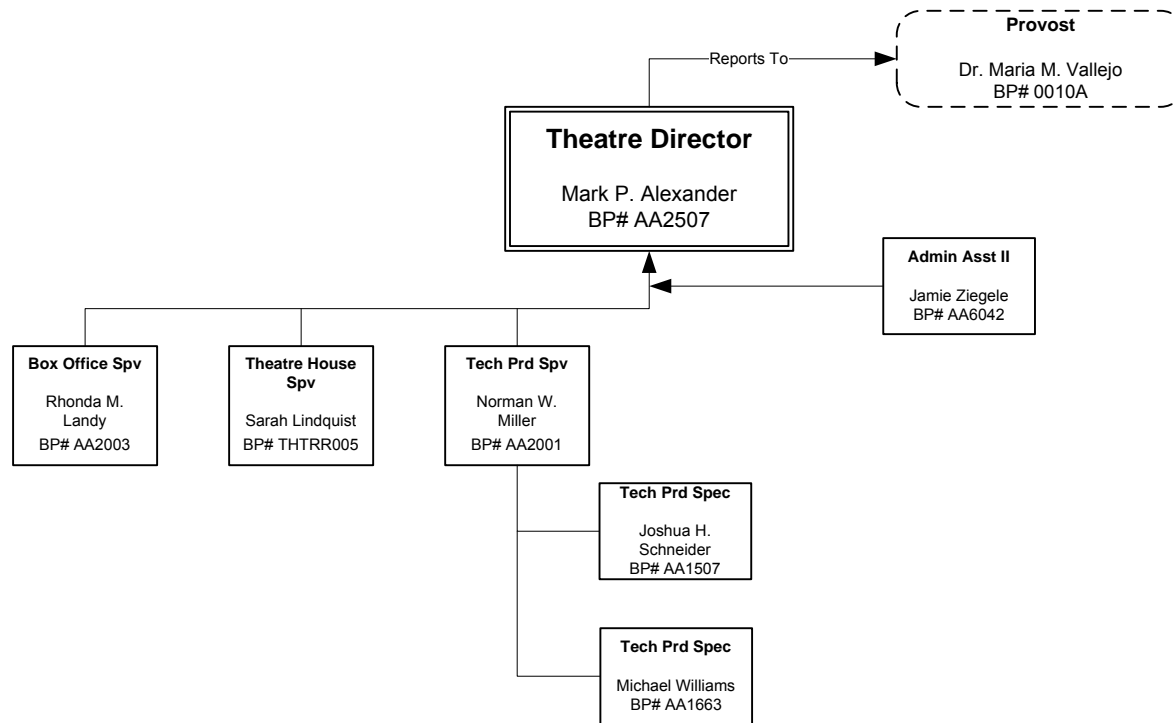 Provost
Dr. Maria M. Vallejo
BP# 0010A
Reports To
Theatre Director
Mark P. Alexander
BP# AA2507
Admin Asst II
Jamie Ziegele
BP# AA6042
Box Office Spv
Rhonda M.
Landy
BP# AA2003
Theatre House
Spv
Sarah Lindquist
BP# THTRR005
Tech Prd Spv
Norman W.
Miller
BP# AA2001
Tech Prd Spec
Joshua H.
Schneider
BP# AA1507
Tech Prd Spec
Michael Williams
BP# AA1663